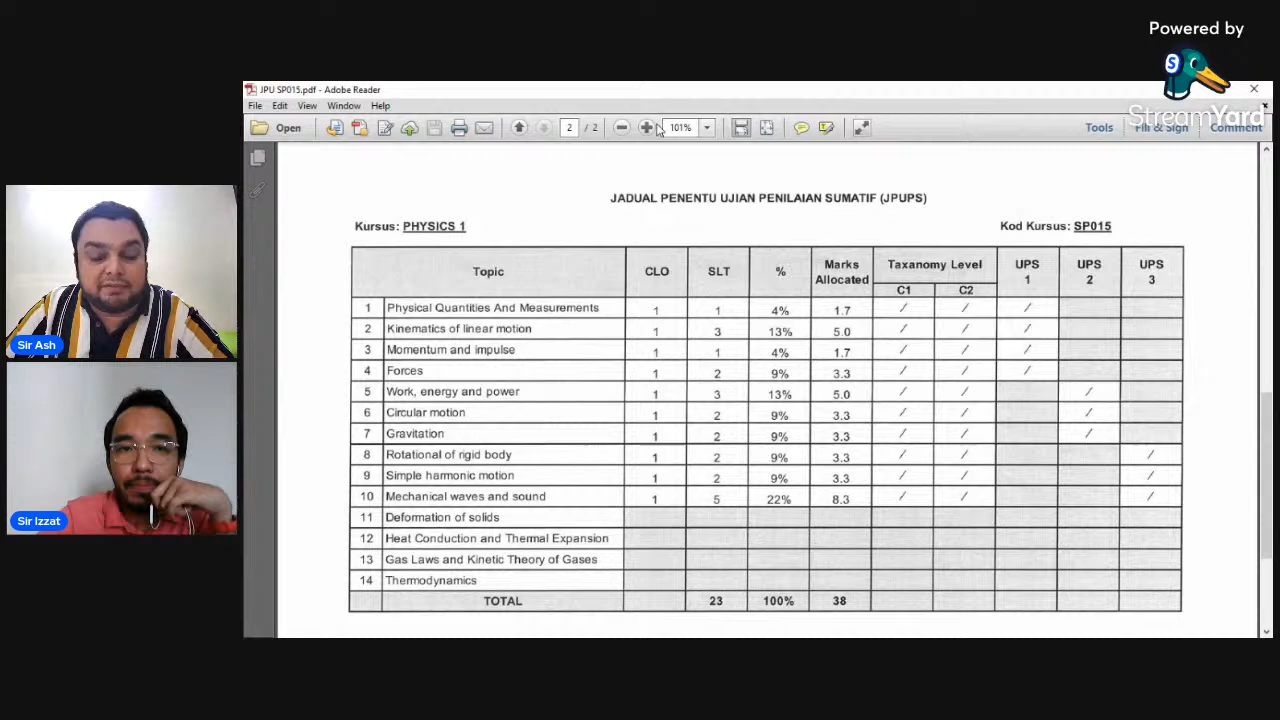 Powered by
S
StreamYard
JPU SP015.pdf - Adobe Reader
File Edit View Window Help
Open 2 / 2 101% Tools Fill & Sign Comment
JADUAL PENENTU UJIAN PENILAIAN SUMATIF (JPUPS)
Kursus: PHYSICS 1 Kod Kursus: SP015
Topic CLO SLT % Marks Allocated Taxanomy Level UPS 1 UPS 2 UPS 3
C1 C2
1 Physical Quantities And Measurements 1 1 4% 1.7 / / /
2 Kinematics of linear motion 1 3 13% 5.0 / / /
3 Momentum and impulse 1 1 4% 1.7 / / /
4 Forces 1 2 9% 3.3 / / /
5 Work, energy and power 1 3 13% 5.0 / / /
6 Circular motion 1 2 9% 3.3 / / /
7 Gravitation 1 2 9% 3.3 / / /
8 Rotational of rigid body 1 2 9% 3.3 / / /
9 Simple harmonic motion 1 2 9% 3.3 / / /
10 Mechanical waves and sound 1 5 22% 8.3 / / /
11 Deformation of solids
12 Heat Conduction and Thermal Expansion
13 Gas Laws and Kinetic Theory of Gases
14 Thermodynamics
TOTAL 23 100% 38
Sir Ash
Sir Izzat